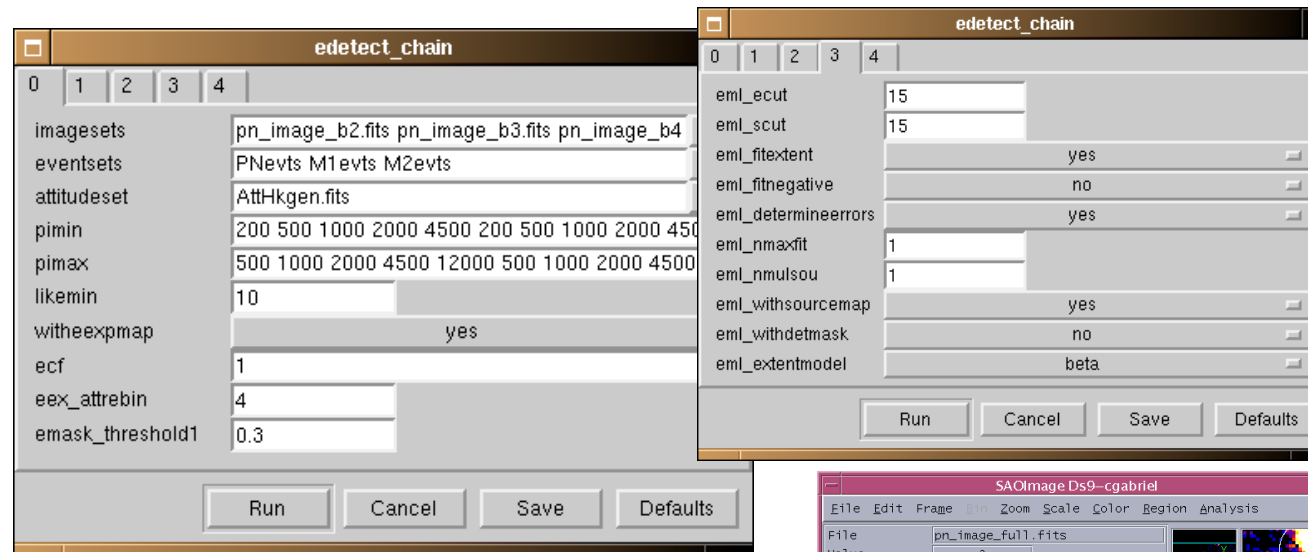 edetect_chain
0 1 2 3 4
imagesets pn_image_b2.fits pn_image_b3.fits pn_image_b4
eventsets PNevts M1evts M2evts
attitudeset AttHkgen.fits
pimin 200 500 1000 2000 4500 200 500 1000 2000 450
pimax 500 1000 2000 4500 12000 500 1000 2000 4500
likemin 10
witheexpmap yes
ecf 1
eex_attrebin 4
emask_threshold1 0.3
Run Cancel Save Defaults
edetect_chain
0 1 2 3 4
eml_ecut 15
eml_scut 15
eml_fitextent yes
eml_fitnegative no
eml_determineerrors yes
eml_nmaxfit 1
eml_nmulsou 1
eml_withsourcemap yes
eml_withdetmask no
eml_extentmodel beta
Run Cancel Save Defaults
SAOImage Ds9-cgabriel
File Edit Frame Bin Zoom Scale Color Region Analysis
File pn_image_full.fits